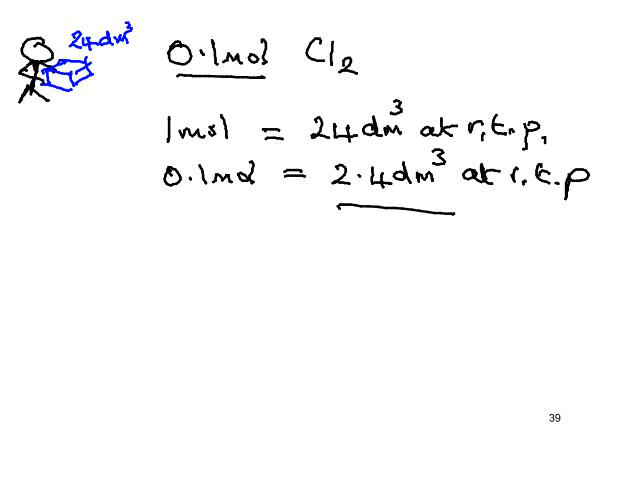 24dm³
0.1mol Cl₂
1mol = 24dm³ at r.t.p.
0.1mol = 2.4dm³ at r.t.p
39